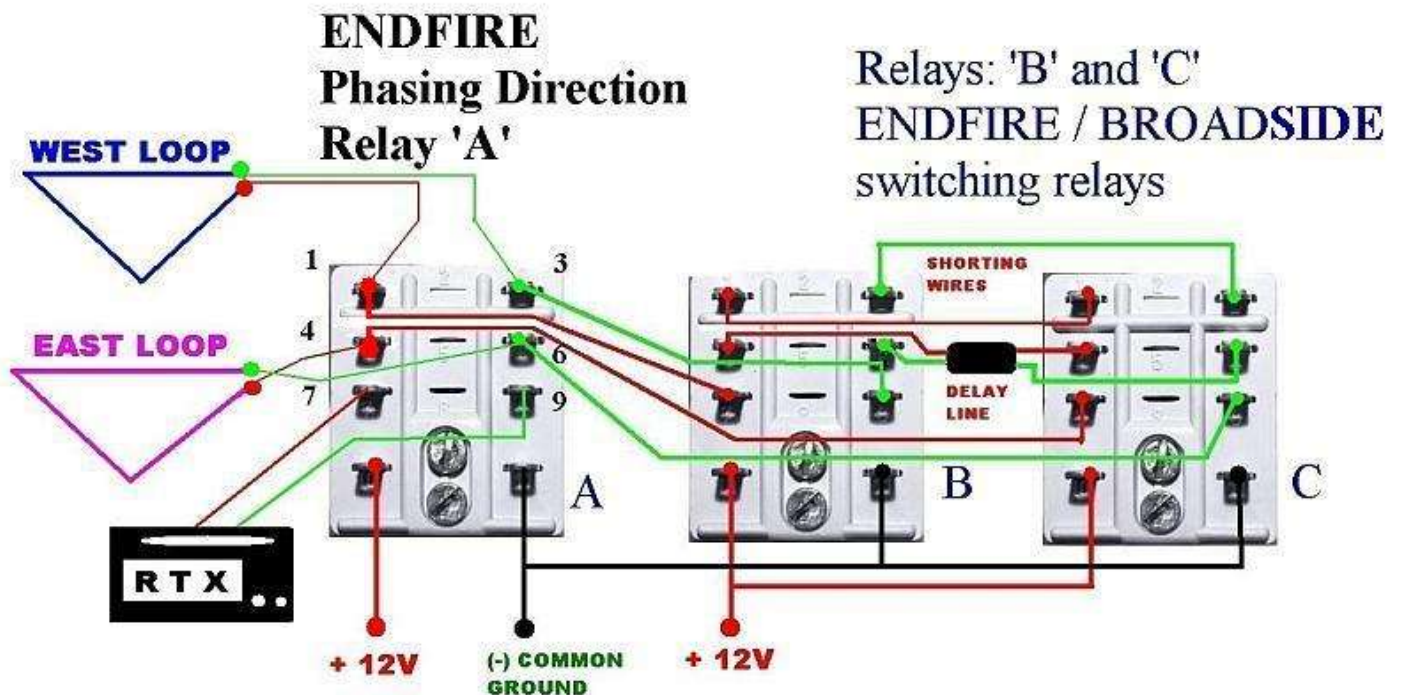 ENDFIRE
Phasing Direction
Relay 'A'
Relays: 'B' and 'C'
ENDFIRE / BROADSIDE
switching relays
WEST LOOP
EAST LOOP
1
3
4
6
7
9
SHORTING
WIRES
DELAY
LINE
A
B
C
RTX
+ 12V
(-) COMMON
GROUND
+ 12V